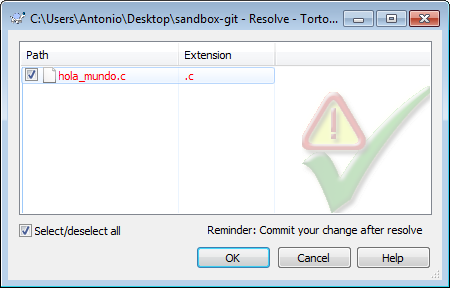 C:\Users\Antonio\Desktop\sandbox-git - Resolve - Torto...
Path Extension
hola_mundo.c .c
Select/deselect all Reminder: Commit your change after resolve
OK Cancel Help